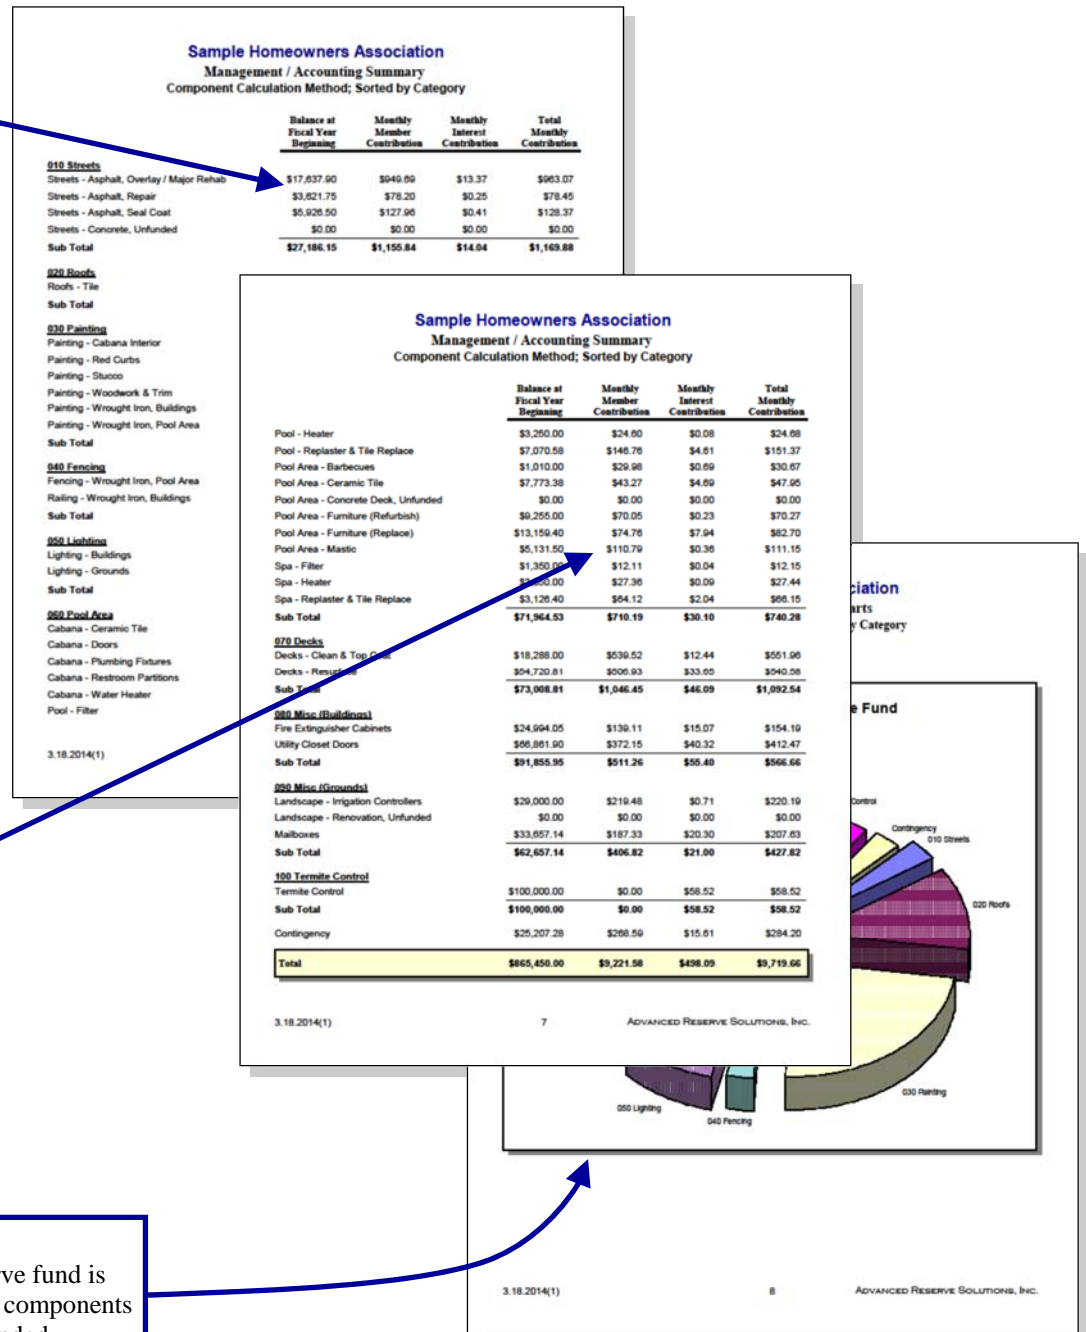 Sample Homeowners Association
Management / Accounting Summary
Component Calculation Method; Sorted by Category
Balance at Monthly Monthly Total
Fiscal Year Member Interest Monthly
Beginning Contribution Contribution Contribution
010 Streets
Streets - Asphalt, Overlay / Major Rehab $17,637.90 $949.69 $13.37 $963.07
Streets - Asphalt, Repair $3,621.75 $78.20 $0.25 $78.45
Streets - Asphalt, Seal Coat $5,926.50 $127.96 $0.41 $128.37
Streets - Concrete, Unfunded $0.00 $0.00 $0.00 $0.00
Sub Total $27,186.15 $1,155.84 $14.04 $1,169.88
020 Roofs
Roofs - Tile
Sub Total
030 Painting
Painting - Cabana Interior
Painting - Red Curbs
Painting - Stucco
Painting - Woodwork & Trim
Painting - Wrought Iron, Buildings
Painting - Wrought Iron, Pool Area
Sub Total
040 Fencing
Fencing - Wrought Iron, Pool Area
Railing - Wrought Iron, Buildings
Sub Total
050 Lighting
Lighting - Buildings
Lighting - Grounds
Sub Total
060 Pool Area
Cabana - Ceramic Tile
Cabana - Doors
Cabana - Plumbing Fixtures
Cabana - Restroom Partitions
Cabana - Water Heater
Pool - Filter
3.18.2014(1)
Sample Homeowners Association
Management / Accounting Summary
Component Calculation Method; Sorted by Category
Balance at Monthly Monthly Total
Fiscal Year Member Interest Monthly
Beginning Contribution Contribution Contribution
Pool - Heater $3,250.00 $24.60 $0.08 $24.68
Pool - Replaster & Tile Replace $7,070.58 $146.76 $4.61 $151.37
Pool Area - Barbecues $1,010.00 $29.98 $0.69 $30.67
Pool Area - Ceramic Tile $7,773.38 $43.27 $4.69 $47.95
Pool Area - Concrete Deck, Unfunded $0.00 $0.00 $0.00 $0.00
Pool Area - Furniture (Refurbish) $9,255.00 $70.05 $0.23 $70.27
Pool Area - Furniture (Replace) $13,159.40 $74.76 $7.94 $82.70
Pool Area - Mastic $5,131.50 $110.79 $0.36 $111.15
Spa - Filter $1,350.00 $12.11 $0.04 $12.15
Spa - Heater $27.36 $0.09 $27.44
Spa - Replaster & Tile Replace $3,126.40 $64.12 $2.04 $66.15
Sub Total $71,964.53 $710.19 $30.10 $740.28
070 Decks
Decks - Clean & Top $18,288.00 $539.52 $12.44 $551.96
Decks - $54,720.81 $506.93 $33.65 $540.58
Sub Total $73,008.81 $1,046.45 $46.09 $1,092.54
080 Misc (Buildings)
Fire Extinguisher Cabinets $24,994.05 $139.11 $15.07 $154.19
Utility Closet Doors $66,861.90 $372.15 $40.32 $412.47
Sub Total $91,855.95 $511.26 $55.40 $566.66
090 Misc (Grounds)
Landscape - Irrigation Controllers $29,000.00 $219.48 $0.71 $220.19
Landscape - Renovation, Unfunded $0.00 $0.00 $0.00 $0.00
Mailboxes $33,657.14 $187.33 $20.30 $207.63
Sub Total $62,657.14 $406.82 $21.00 $427.82
100 Termite Control
Termite Control $100,000.00 $0.00 $58.52 $58.52
Sub Total $100,000.00 $0.00 $58.52 $58.52
Contingency $25,207.28 $268.59 $15.61 $284.20
Total $865,450.00 $9,221.58 $498.09 $9,719.66
3.18.2014(1) 7 Advanced Reserve Solutions, Inc.
ciation
arts
y Category
e Fund
Control
Contingency
010 Streets
020 Roofs
030 Painting
050 Lighting
040 Fencing
3.18.2014(1) 8 Advanced Reserve Solutions, Inc.
ve fund is
components